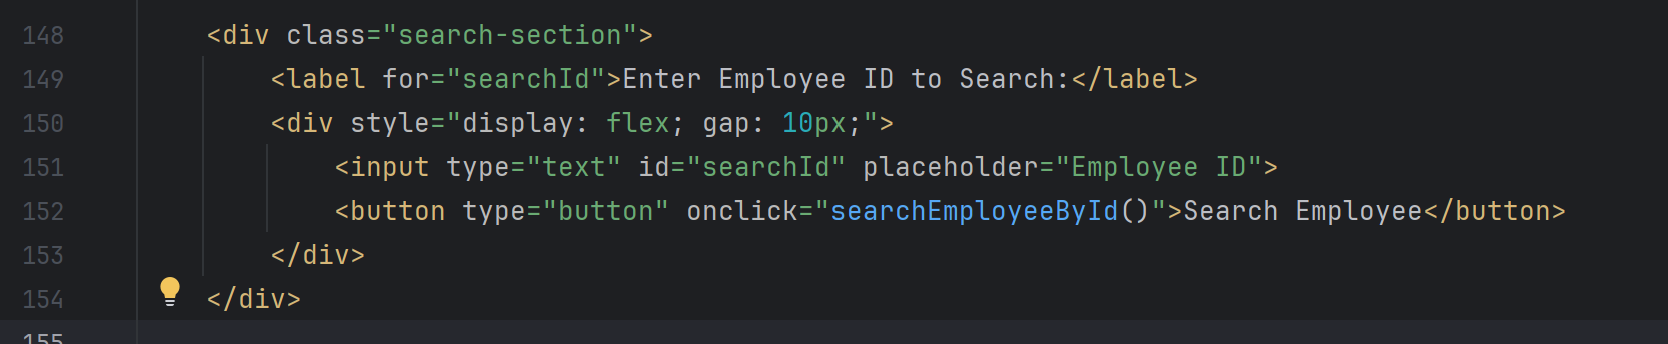 148 <div class="search-section">
149 <label for="searchId">Enter Employee ID to Search:</label>
150 <div style="display: flex; gap: 10px;">
151 <input type="text" id="searchId" placeholder="Employee ID">
152 <button type="button" onclick="searchEmployeeById()">Search Employee</button>
153 </div>
154 </div>
155